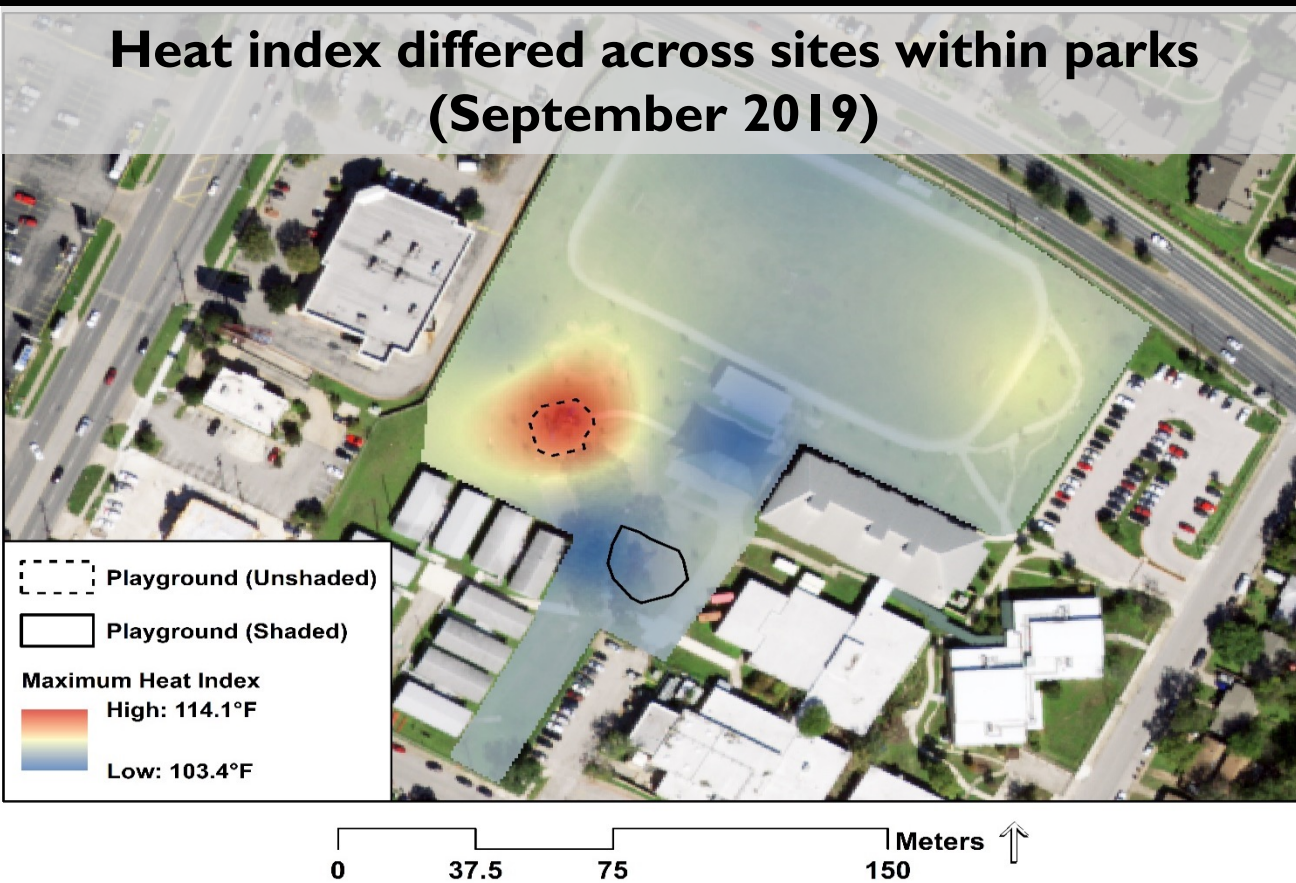 Heat index differed across sites within parks
(September 2019)
Playground (Unshaded)
Playground (Shaded)
Maximum Heat Index
High: 114.1°F
Low: 103.4°F
Meters
0 37.5 75 150